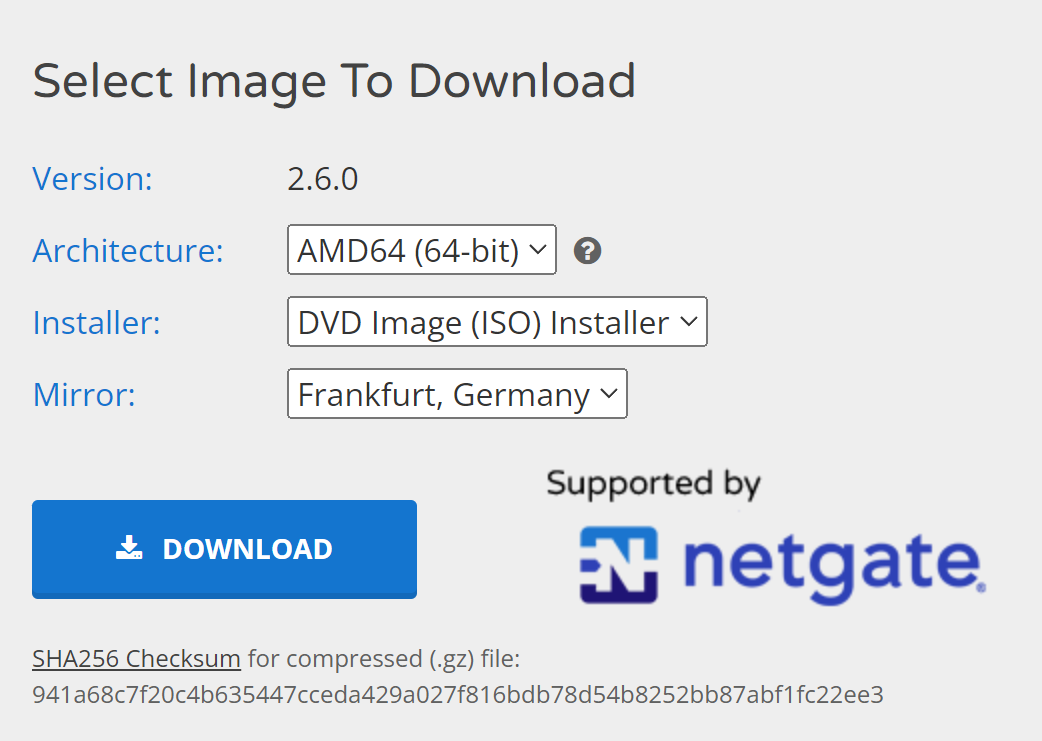 Select Image To Download
Version: 2.6.0
Architecture: AMD64 (64-bit)
Installer: DVD Image (ISO) Installer
Mirror: Frankfurt, Germany
Supported by
DOWNLOAD
netgate®
SHA256 Checksum for compressed (.gz) file:
941a68c7f20c4b635447cceda429a027f816bdb78d54b8252bb87abf1fc22ee3